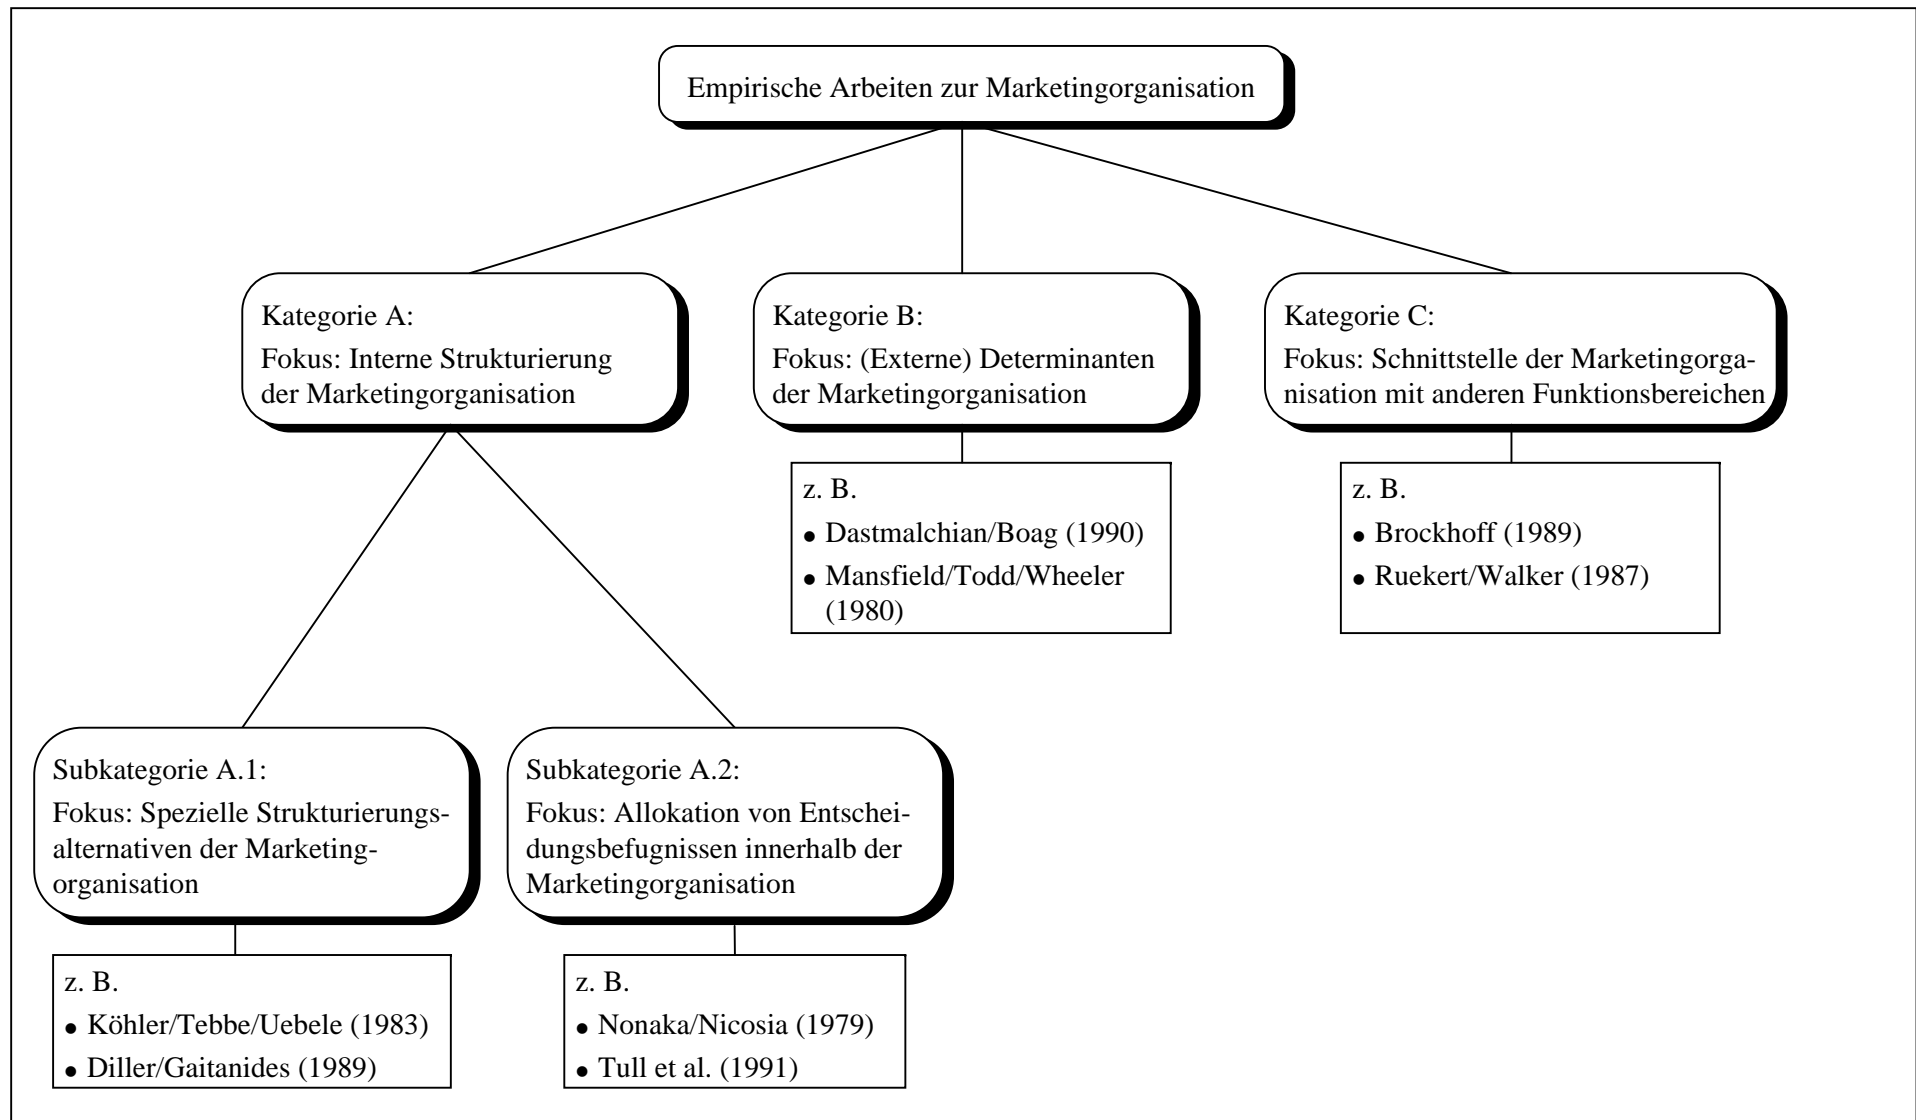 Empirische Arbeiten zur Marketingorganisation
Kategorie A:
Fokus: Interne Strukturierung
der Marketingorganisation
Kategorie B:
Fokus: (Externe) Determinanten
der Marketingorganisation
Kategorie C:
Fokus: Schnittstelle der Marketingorga-
nisation mit anderen Funktionsbereichen
z. B.
• Dastmalchian/Boag (1990)
• Mansfield/Todd/Wheeler
(1980)
z. B.
• Brockhoff (1989)
• Ruekert/Walker (1987)
Subkategorie A.1:
Fokus: Spezielle Strukturierungs-
alternativen der Marketing-
organisation
Subkategorie A.2:
Fokus: Allokation von Entschei-
dungsbefugnissen innerhalb der
Marketingorganisation
z. B.
• Köhler/Tebbe/Uebele (1983)
• Diller/Gaitanides (1989)
z. B.
• Nonaka/Nicosia (1979)
• Tull et al. (1991)